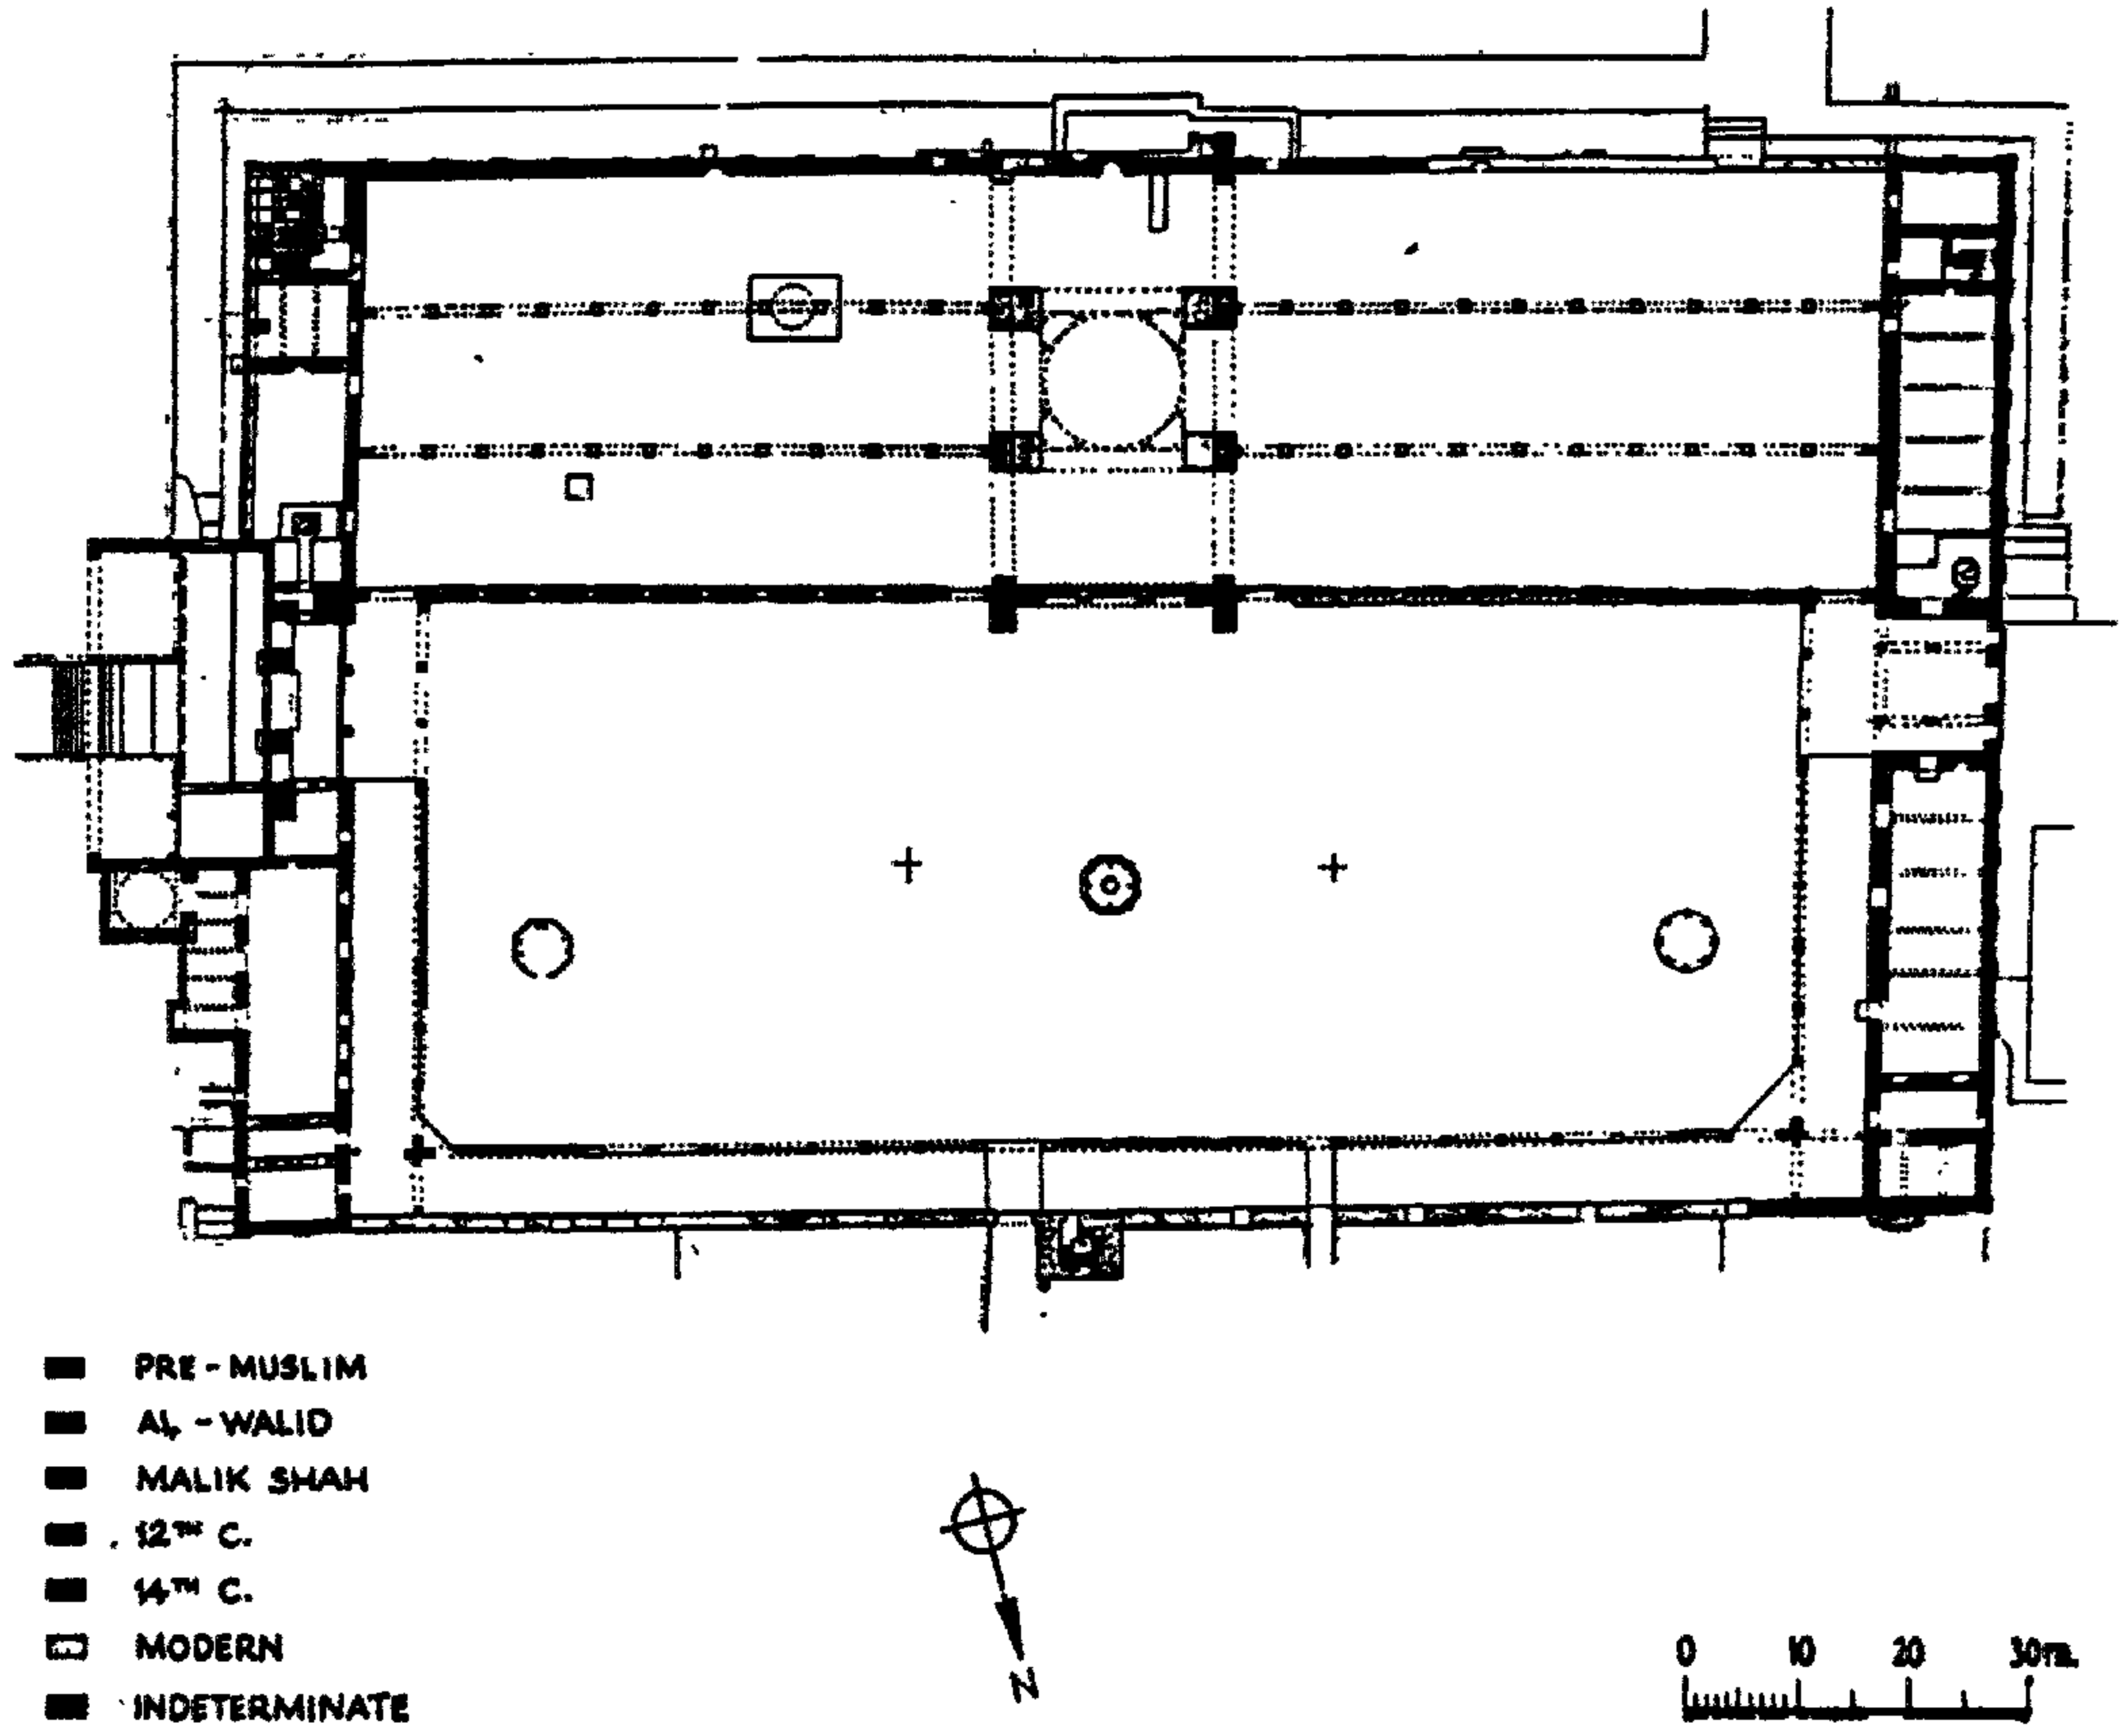 PRE-MUSLIM
AL-WALID
MALIK SHAH
12TH C.
14TH C.
MODERN
INDETERMINATE
N
0 10 20 30m.